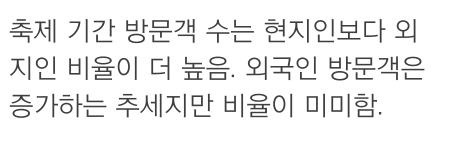 축제 기간 방문객 수는 현지인보다 외
지인 비율이 더 높음. 외국인 방문객은
증가하는 추세지만 비율이 미미함.